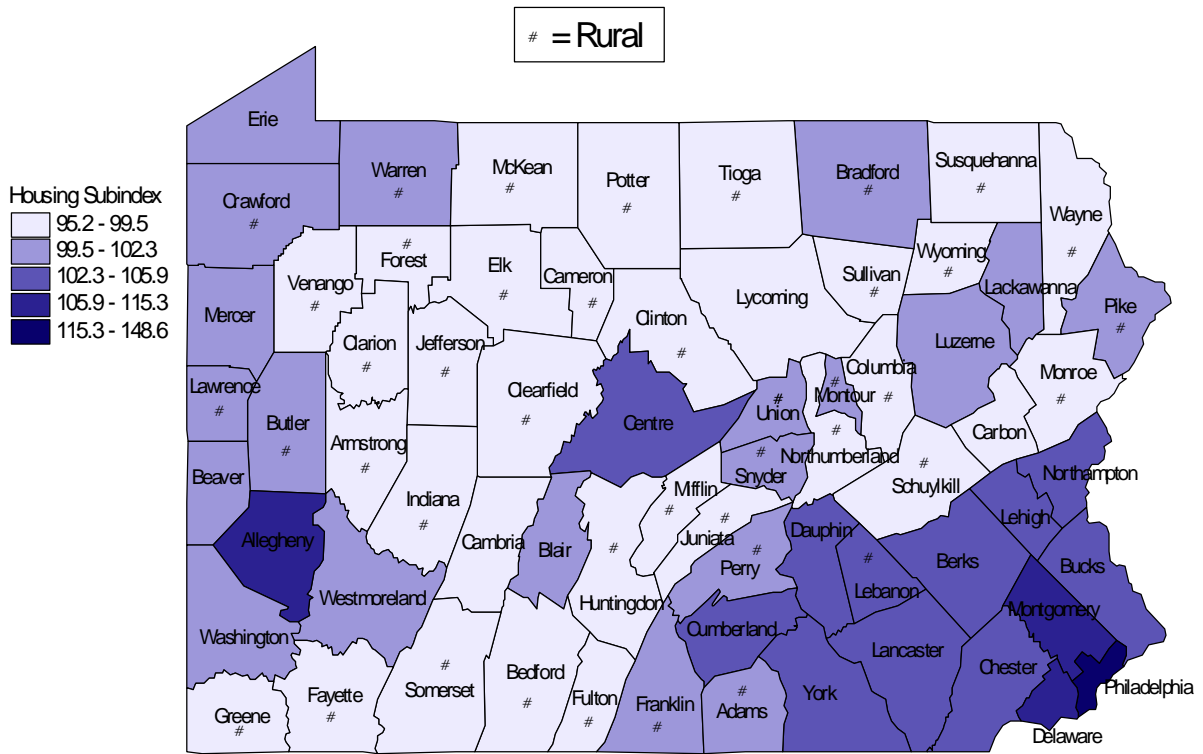 # = Rural
Housing Subindex
95.2 - 99.5
99.5 - 102.3
102.3 - 105.9
105.9 - 115.3
115.3 - 148.6
Erie
Warren
#
McKean
#
Potter
#
Tioga
#
Bradford
#
Susquehanna
#
Wayne
#
Crawford
#
Forest
#
Venango
#
Elk
#
Cameron
#
Wyoming
#
Sullivan
#
Lackawanna
Pike
#
Mercer
Clarion
#
Jefferson
#
Clinton
#
Lycoming
Columbia
#
Luzerne
Monroe
#
Lawrence
#
Butler
#
Clearfield
#
Centre
Union
#
Montour
#
Carbon
Armstrong
#
Northumberland
#
Snyder
#
Schuylkill
#
Northampton
Beaver
Indiana
#
Mifflin
#
Juniata
#
Lehigh
Allegheny
Cambria
Blair
Huntingdon
#
Perry
#
Dauphin
Lebanon
#
Berks
Bucks
Westmoreland
Montgomery
Washington
Cumberland
Lancaster
Chester
Philadelphia
Somerset
#
Bedford
#
Fulton
#
Franklin
#
Adams
#
York
Delaware
Greene
#
Fayette
#